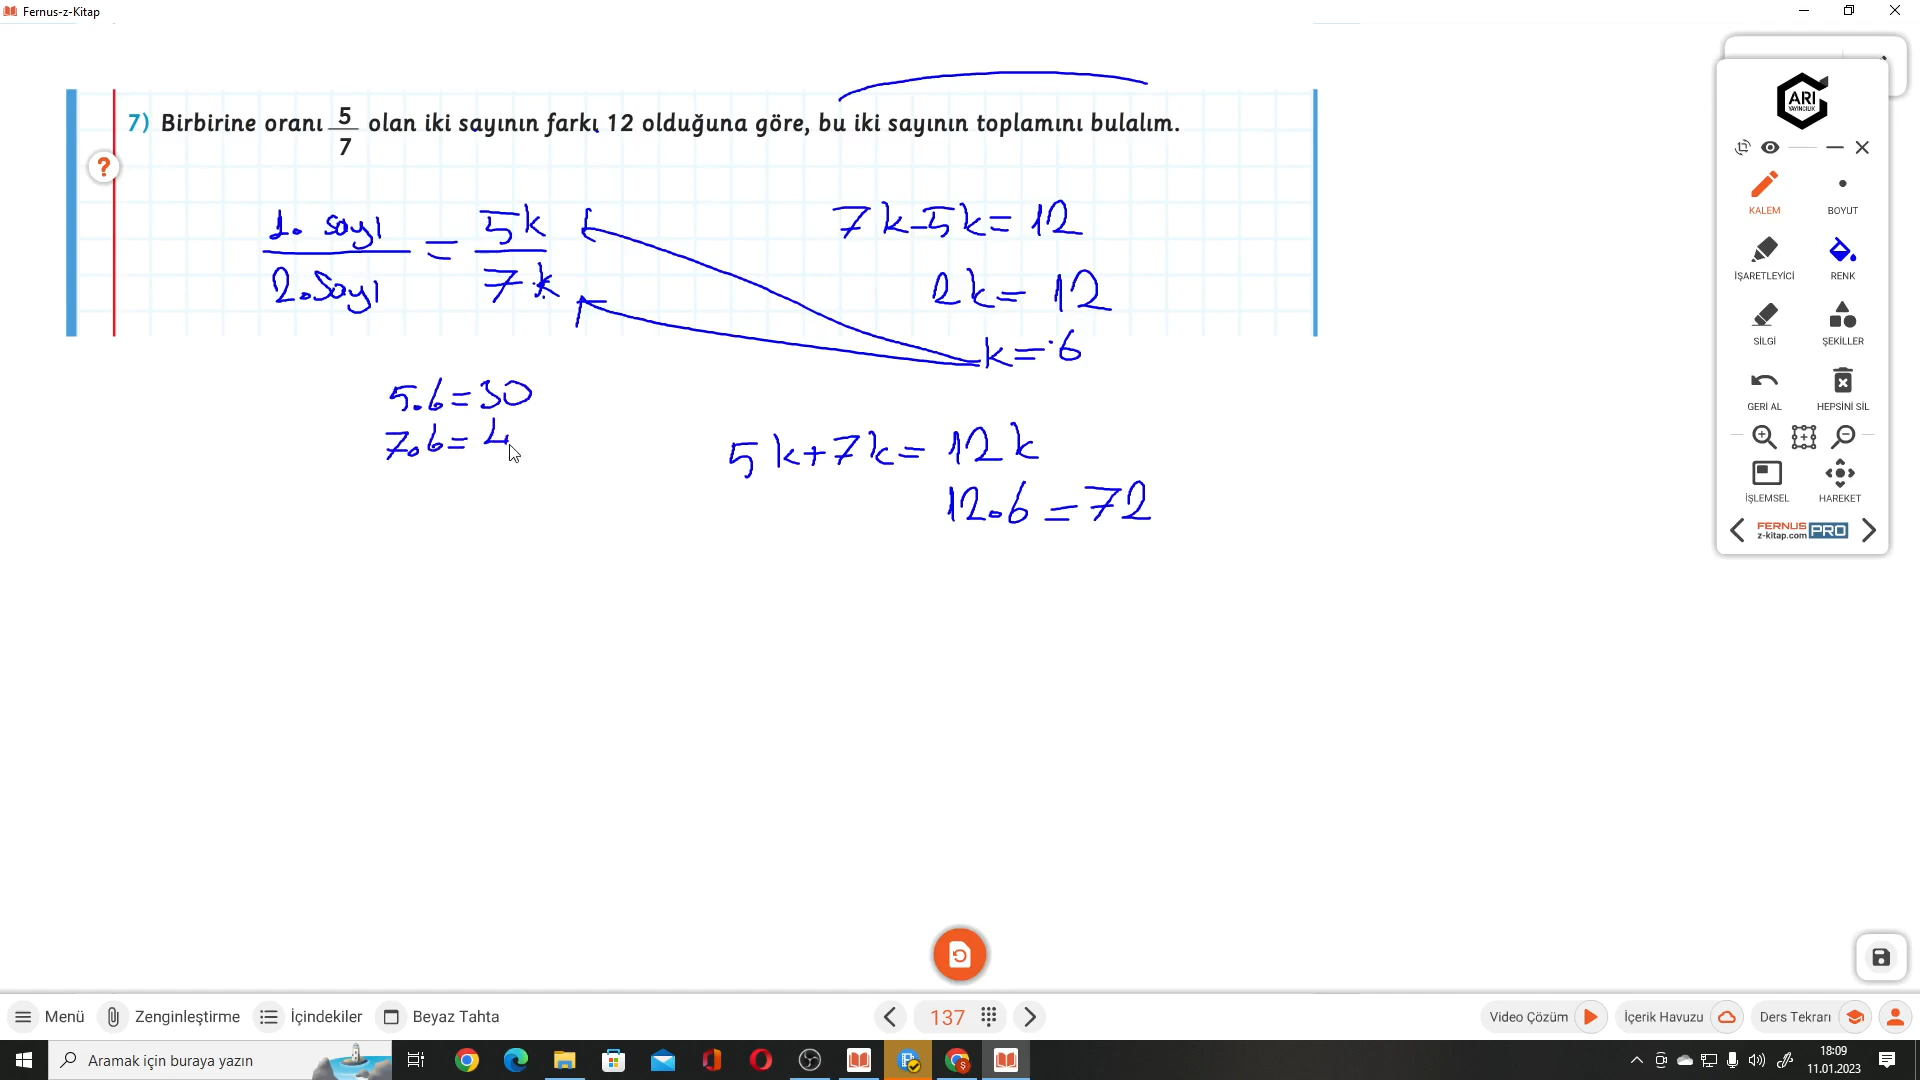 Fernus-z-Kitap
7) Birbirine oranı 5/7 olan iki sayının farkı 12 olduğuna göre, bu iki sayının toplamını bulalım.
?
1. sayı / 2. sayı = 5k / 7k
7k-5k=12
2k=12
k=6
5.6=30
7.6=4
5k+7k=12k
12.6=72
ARI
YAYINCILIK
KALEM
BOYUT
İŞARETLEYİCİ
RENK
SİLGİ
ŞEKİLLER
GERİ AL
HEPSİNİ SİL
İŞLEMSEL
HAREKET
FERNUS
z-kitap.com PRO
Menü
Zenginleştirme
İçindekiler
Beyaz Tahta
137
Video Çözüm
İçerik Havuzu
Ders Tekrarı
Aramak için buraya yazın
18:09
11.01.2023